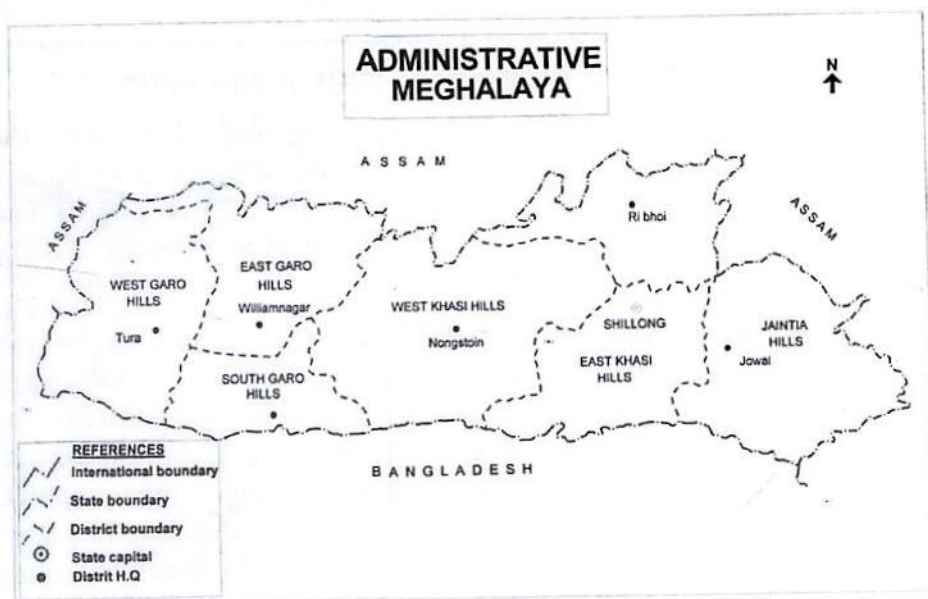 ADMINISTRATIVE
MEGHALAYA
N
ASSAM
ASSAM
ASSAM
Ri bhoi
WEST GARO
HILLS
Tura
EAST GARO
HILLS
Williamnagar
SOUTH GARO
HILLS
WEST KHASI HILLS
Nongstoin
SHILLONG
EAST KHASI
HILLS
JAINTIA
HILLS
Jowai
BANGLADESH
REFERENCES
International boundary
State boundary
District boundary
State capital
Distrit H.Q